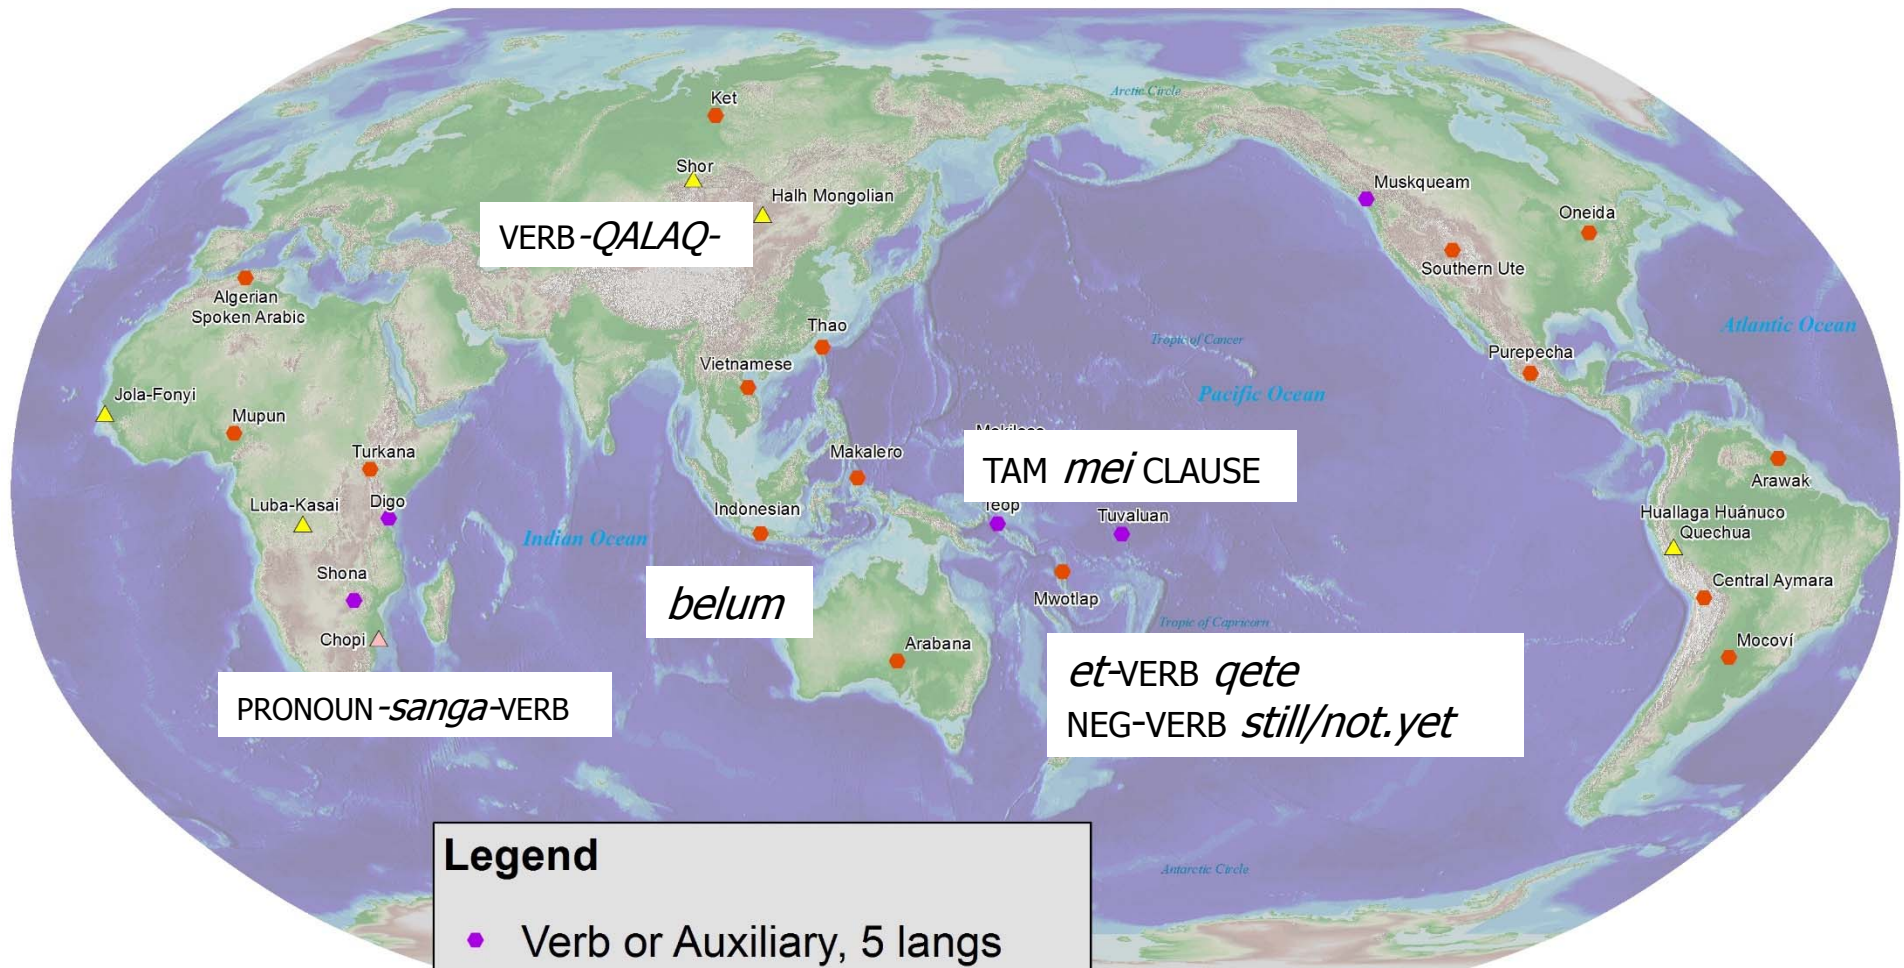 Arctic Circle
Ket
Shor
Halh Mongolian
Muskqueam
Oneida
VERB-QALAQ-
Southern Ute
Algerian
Spoken Arabic
Thao
Tropic of Cancer
Atlantic Ocean
Vietnamese
Purepecha
Pacific Ocean
Jola-Fonyi
Mupun
Turkana
Makalero
TAM mei CLAUSE
Arawak
Luba-Kasai
Digo
Indonesian
Teop
Tuvaluan
Huallaga Huánuco
Quechua
Indian Ocean
Shona
belum
Mwotlap
Central Aymara
Tropic of Capricorn
Chopi
Arabana
Mocoví
PRONOUN-sanga-VERB
et-VERB qete
NEG-VERB still/not.yet
Legend
Antarctic Circle
Verb or Auxiliary, 5 langs